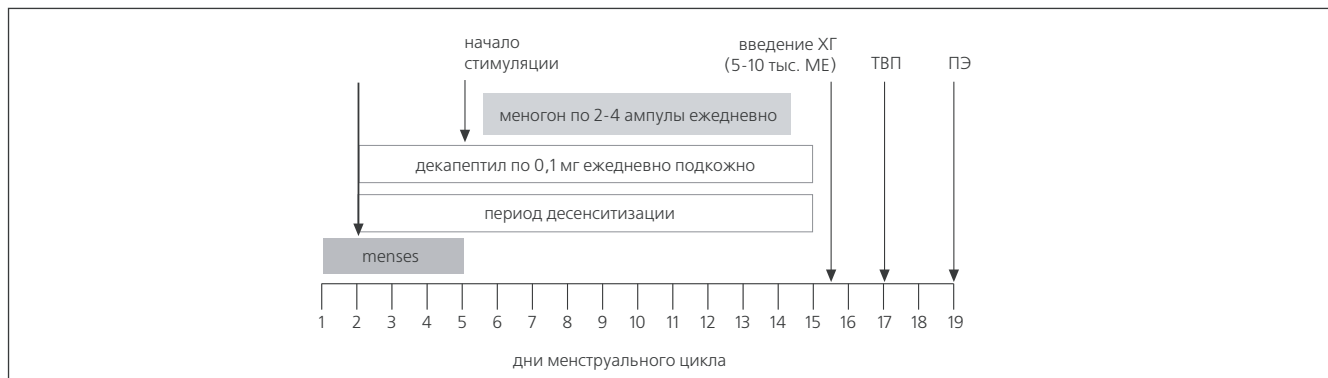 начало
стимуляции
введение ХГ
(5-10 тыс. МЕ)
ТВП
ПЭ
меногон по 2-4 ампулы ежедневно
декапептил по 0,1 мг ежедневно подкожно
период десенситизации
menses
1 2 3 4 5 6 7 8 9 10 11 12 13 14 15 16 17 18 19
дни менструального цикла